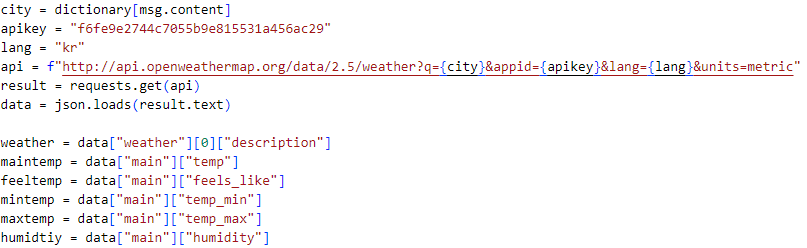 city = dictionary[msg.content]
apikey = "f6fe9e2744c7055b9e815531a456ac29"
lang = "kr"
api = f"http://api.openweathermap.org/data/2.5/weather?q={city}&appid={apikey}&lang={lang}&units=metric"
result = requests.get(api)
data = json.loads(result.text)
weather = data["weather"][0]["description"]
maintemp = data["main"]["temp"]
feeltemp = data["main"]["feels_like"]
mintemp = data["main"]["temp_min"]
maxtemp = data["main"]["temp_max"]
humidtiy = data["main"]["humidity"]